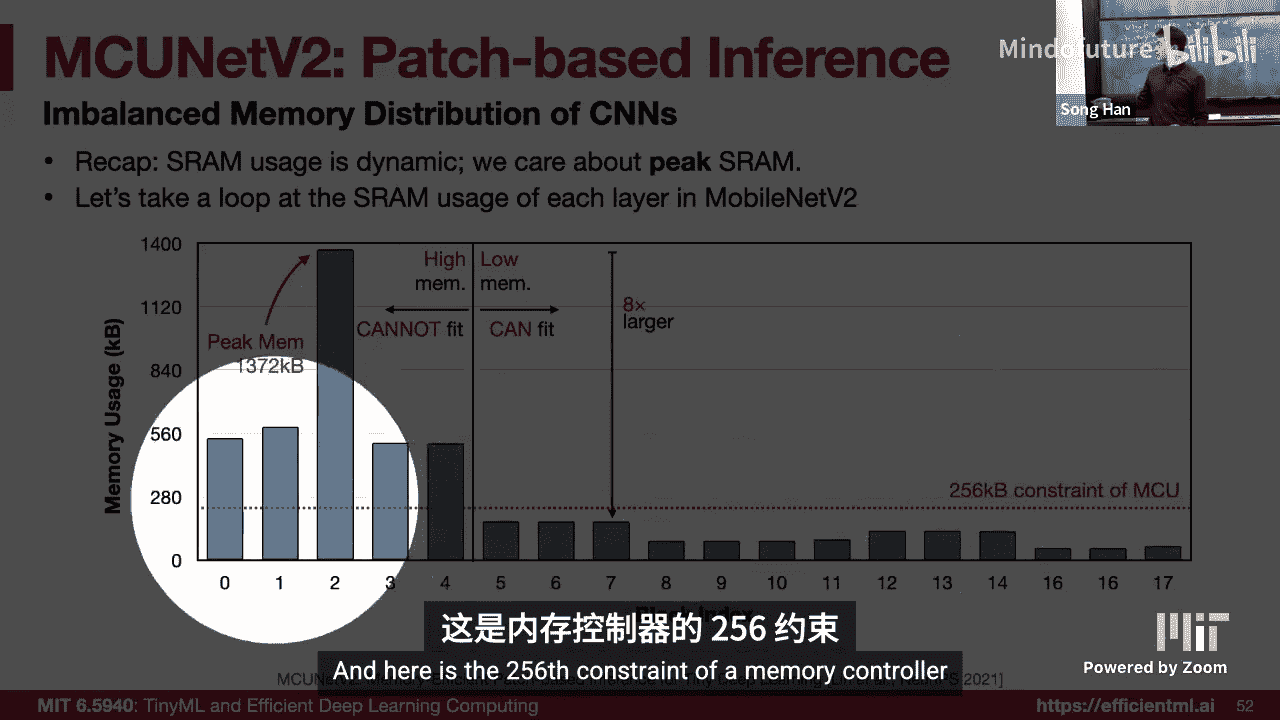 MCUNetV2: Patch-based Inference
Mindofuture
bilibili
Song Han
Imbalanced Memory Distribution of CNNs
• Recap: SRAM usage is dynamic; we care about peak SRAM.
• Let's take a loop at the SRAM usage of each layer in MobileNetV2
Memory Usage (kB)
1400
1120
840
560
280
0
High mem.
Low mem.
CANNOT fit
CAN fit
8×
larger
Peak Mem
1372kB
256kB constraint of MCU
0 1 2 3 4 5 6 7 8 9 10 11 12 13 14 16 16 17
这是内存控制器的 256 约束
And here is the 256th constraint of a memory controller
2021]
MIT
Powered by Zoom
MIT 6.5940: TinyML and Efficient Deep Learning Computing
https://efficientml.ai
52